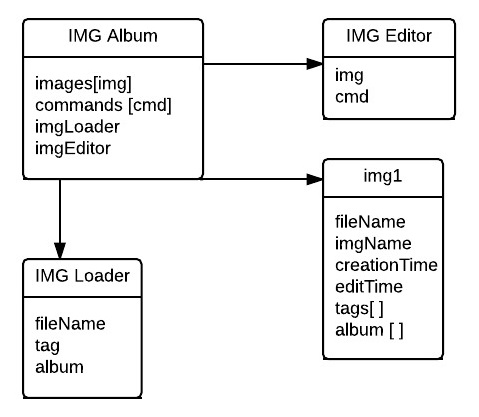 IMG Album
images[img]
commands [cmd]
imgLoader
imgEditor
IMG Editor
img
cmd
img1
fileName
imgName
creationTime
editTime
tags[ ]
album [ ]
IMG Loader
fileName
tag
album